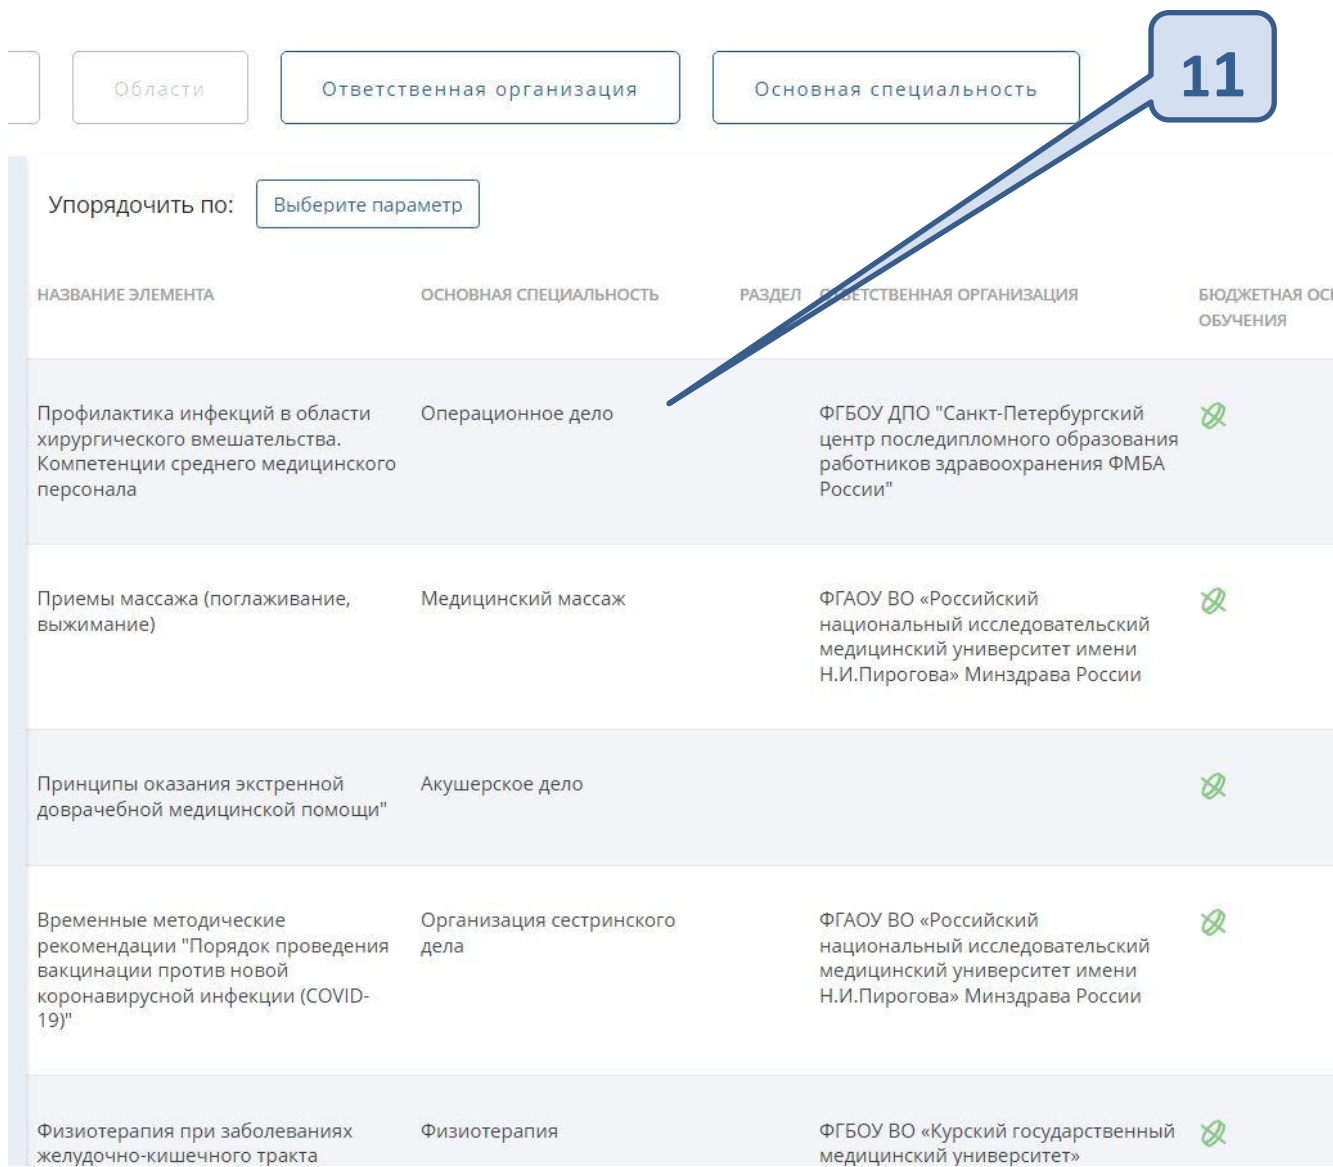 11
Области
Ответственная организация
Основная специальность
Упорядочить по:
Выберите параметр
НАЗВАНИЕ ЭЛЕМЕНТА
ОСНОВНАЯ СПЕЦИАЛЬНОСТЬ
РАЗДЕЛ
ОТВЕТСТВЕННАЯ ОРГАНИЗАЦИЯ
БЮДЖЕТНАЯ
ОБУЧЕНИЯ
Профилактика инфекций в области
хирургического вмешательства.
Компетенции среднего медицинского
персонала
Операционное дело
ФГБОУ ДПО "Санкт-Петербургский
центр последипломного образования
работников здравоохранения ФМБА
России"
Приемы массажа (поглаживание,
выжимание)
Медицинский массаж
ФГАОУ ВО «Российский
национальный исследовательский
медицинский университет имени
Н.И.Пирогова» Минздрава России
Принципы оказания экстренной
доврачебной медицинской помощи"
Акушерское дело
Временные методические
рекомендации "Порядок проведения
вакцинации против новой
коронавирусной инфекции (COVID-
19)"
Организация сестринского
дела
ФГАОУ ВО «Российский
национальный исследовательский
медицинский университет имени
Н.И.Пирогова» Минздрава России
Физиотерапия при заболеваниях
желудочно-кишечного тракта
Физиотерапия
ФГБОУ ВО «Курский государственный
медицинский университет»